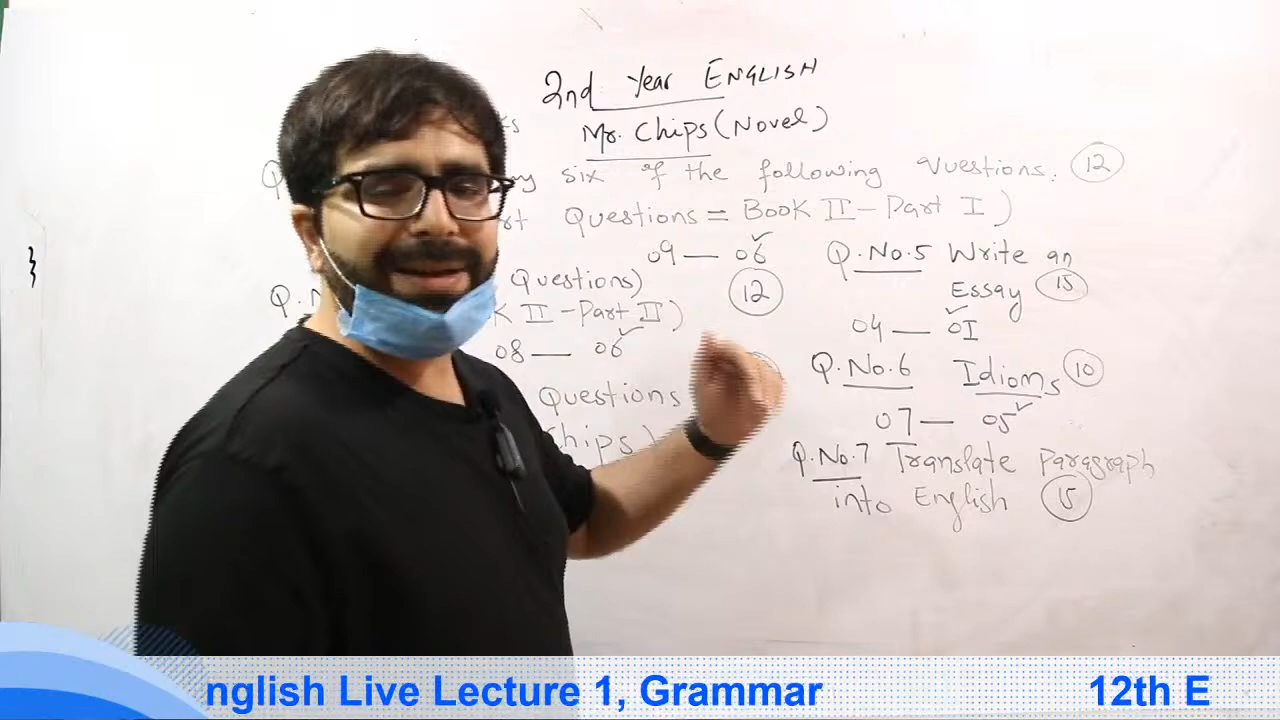 2nd Year ENGLISH
Mr. Chips (Novel)
six of the following Questions. 12
Questions = Book II - Part I )
09 — 06
Questions)
12
II - Part II )
08 — 06
Questions
Chips)
Q.No.5 Write an
Essay 15
04 — 01
Q.No.6 Idioms 10
07 — 05
Q.No.7 Translate Paragraph
into English 15
nglish Live Lecture 1, Grammar
12th E